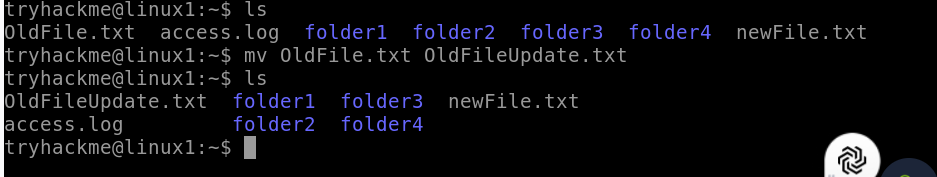 tryhackme@linux1:~$ ls
OldFile.txt  access.log  folder1  folder2  folder3  folder4  newFile.txt
tryhackme@linux1:~$ mv OldFile.txt OldFileUpdate.txt
tryhackme@linux1:~$ ls
OldFileUpdate.txt  folder1  folder3  newFile.txt
access.log         folder2  folder4
tryhackme@linux1:~$